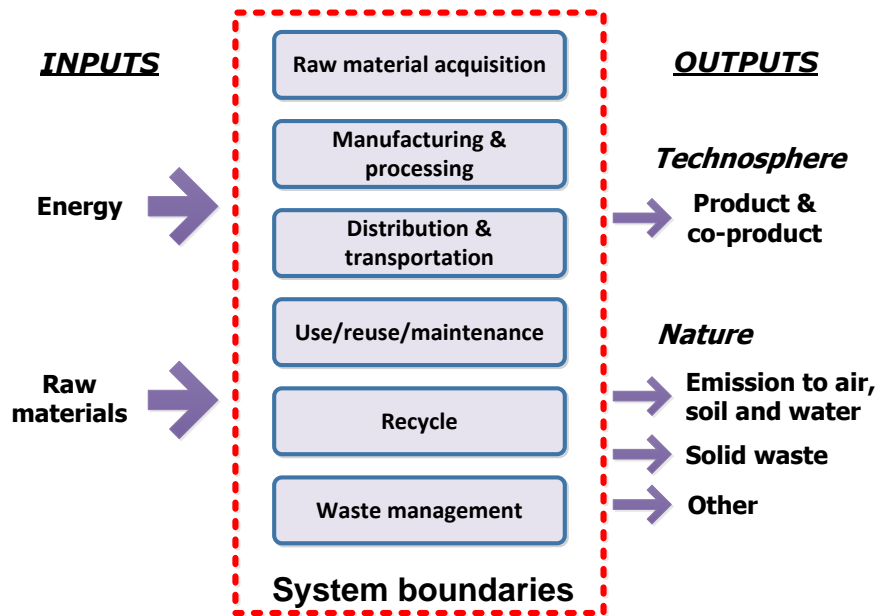 INPUTS
Energy
Raw
materials
Raw material acquisition
Manufacturing &
processing
Distribution &
transportation
Use/reuse/maintenance
Recycle
Waste management
System boundaries
OUTPUTS
Technosphere
Product &
co-product
Nature
Emission to air,
soil and water
Solid waste
Other